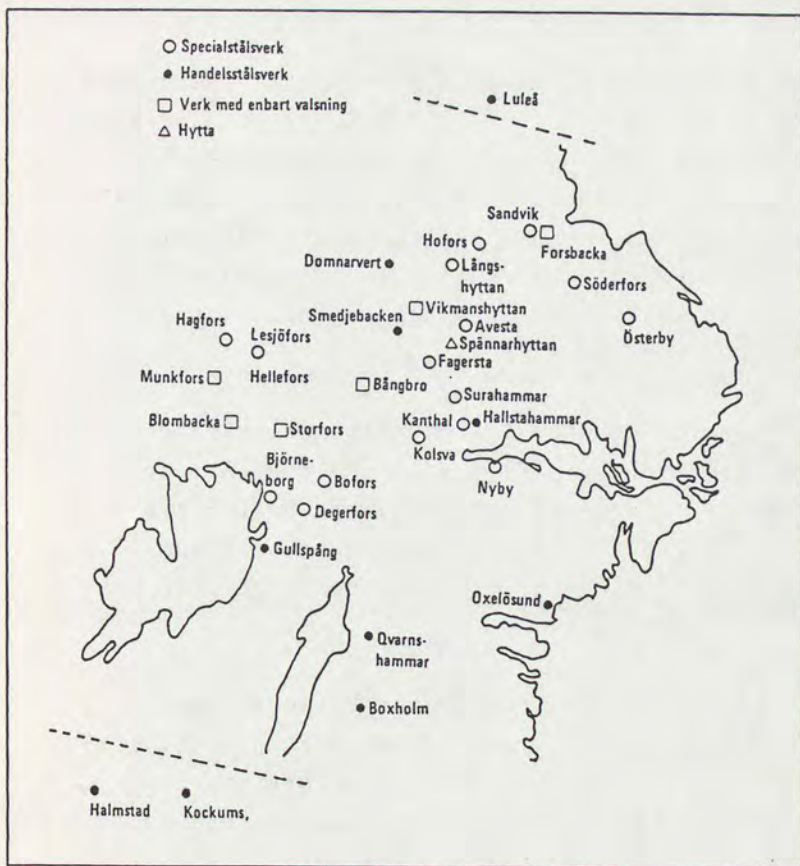 Specialstålsverk
Handelsstålsverk
Verk med enbart valsning
Hytta
Luleå
Sandvik
Hofors
Forsbacka
Domnarvert
Långs-
hyttan
Söderfors
Vikmanshyttan
Smedjebacken
Avesta
Österby
Hagfors
Lesjöfors
Spännarhyttan
Fagersta
Munkfors
Hellefors
Bångbro
Surahammar
Blombacka
Storfors
Kanthal
Hallstahammar
Kolsva
Björne-
borg
Bofors
Nyby
Degerfors
Gullspång
Oxelösund
Qvarns-
hammar
Boxholm
Halmstad
Kockums,